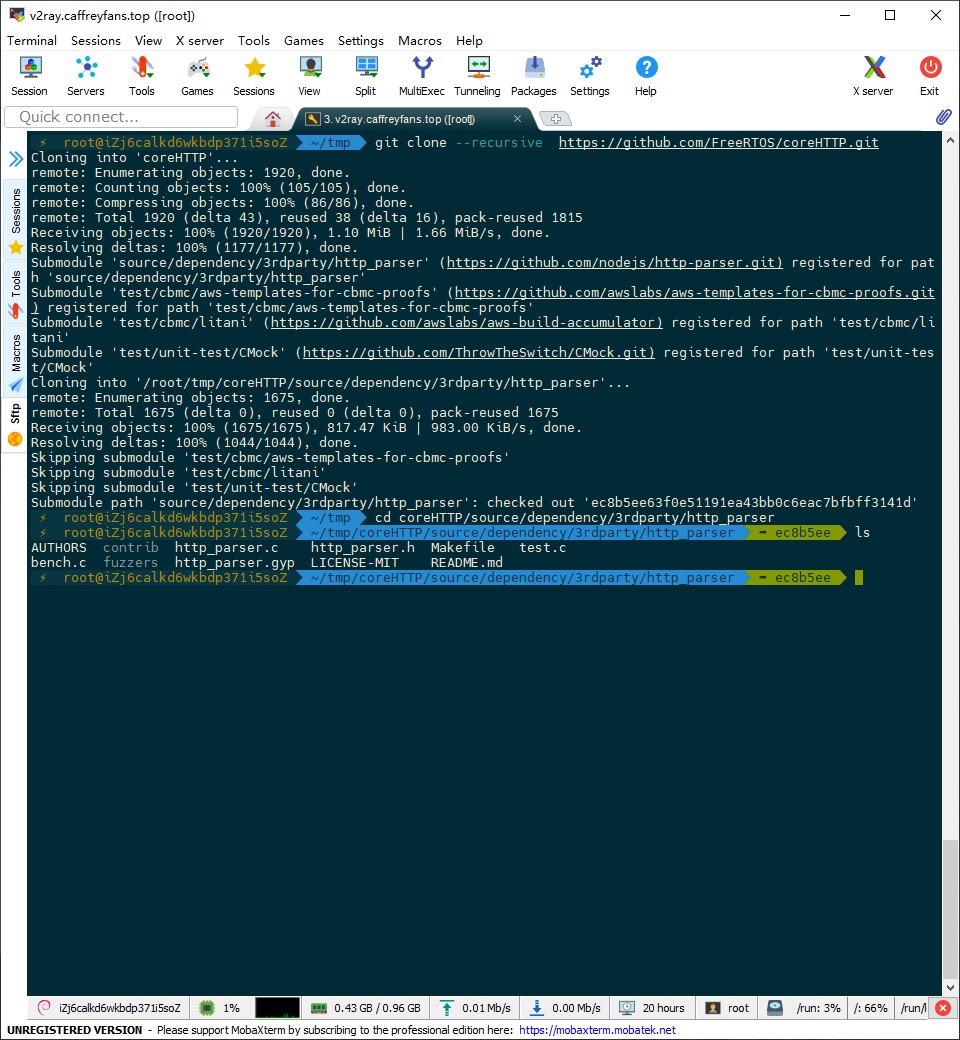 v2ray.caffreyfans.top ([root])
Terminal Sessions View X server Tools Games Settings Macros Help
Session Servers Tools Games Sessions View Split MultiExec Tunneling Packages Settings Help X server Exit
Quick connect...
3. v2ray.caffreyfans.top ([root])
Sessions
Tools
Macros
Sftp
root@iZj6calkd6wkbdp371i5soZ ~/tmp git clone --recursive https://github.com/FreeRTOS/coreHTTP.git
Cloning into 'coreHTTP'...
remote: Enumerating objects: 1920, done.
remote: Counting objects: 100% (105/105), done.
remote: Compressing objects: 100% (86/86), done.
remote: Total 1920 (delta 43), reused 38 (delta 16), pack-reused 1815
Receiving objects: 100% (1920/1920), 1.10 MiB | 1.66 MiB/s, done.
Resolving deltas: 100% (1177/1177), done.
Submodule 'source/dependency/3rdparty/http_parser' (https://github.com/nodejs/http-parser.git) registered for pat
h 'source/dependency/3rdparty/http_parser'
Submodule 'test/cbmc/aws-templates-for-cbmc-proofs' (https://github.com/awslabs/aws-templates-for-cbmc-proofs.git
) registered for path 'test/cbmc/aws-templates-for-cbmc-proofs'
Submodule 'test/cbmc/litani' (https://github.com/awslabs/aws-build-accumulator) registered for path 'test/cbmc/li
tani'
Submodule 'test/unit-test/CMock' (https://github.com/ThrowTheSwitch/CMock.git) registered for path 'test/unit-tes
t/CMock'
Cloning into '/root/tmp/coreHTTP/source/dependency/3rdparty/http_parser'...
remote: Enumerating objects: 1675, done.
remote: Total 1675 (delta 0), reused 0 (delta 0), pack-reused 1675
Receiving objects: 100% (1675/1675), 817.47 KiB | 983.00 KiB/s, done.
Resolving deltas: 100% (1044/1044), done.
Skipping submodule 'test/cbmc/aws-templates-for-cbmc-proofs'
Skipping submodule 'test/cbmc/litani'
Skipping submodule 'test/unit-test/CMock'
Submodule path 'source/dependency/3rdparty/http_parser': checked out 'ec8b5ee63f0e51191ea43bb0c6eac7bfbff3141d'
root@iZj6calkd6wkbdp371i5soZ ~/tmp cd coreHTTP/source/dependency/3rdparty/http_parser
root@iZj6calkd6wkbdp371i5soZ ~/tmp/coreHTTP/source/dependency/3rdparty/http_parser ➦ ec8b5ee ls
AUTHORS contrib http_parser.c http_parser.h Makefile test.c
bench.c fuzzers http_parser.gyp LICENSE-MIT README.md
root@iZj6calkd6wkbdp371i5soZ ~/tmp/coreHTTP/source/dependency/3rdparty/http_parser ➦ ec8b5ee
iZj6calkd6wkbdp371i5soZ 1% 0.43 GB / 0.96 GB 0.01 Mb/s 0.00 Mb/s 20 hours root /run: 3% /: 66% /run/l
UNREGISTERED VERSION - Please support MobaXterm by subscribing to the professional edition here: https://mobaxterm.mobatek.net